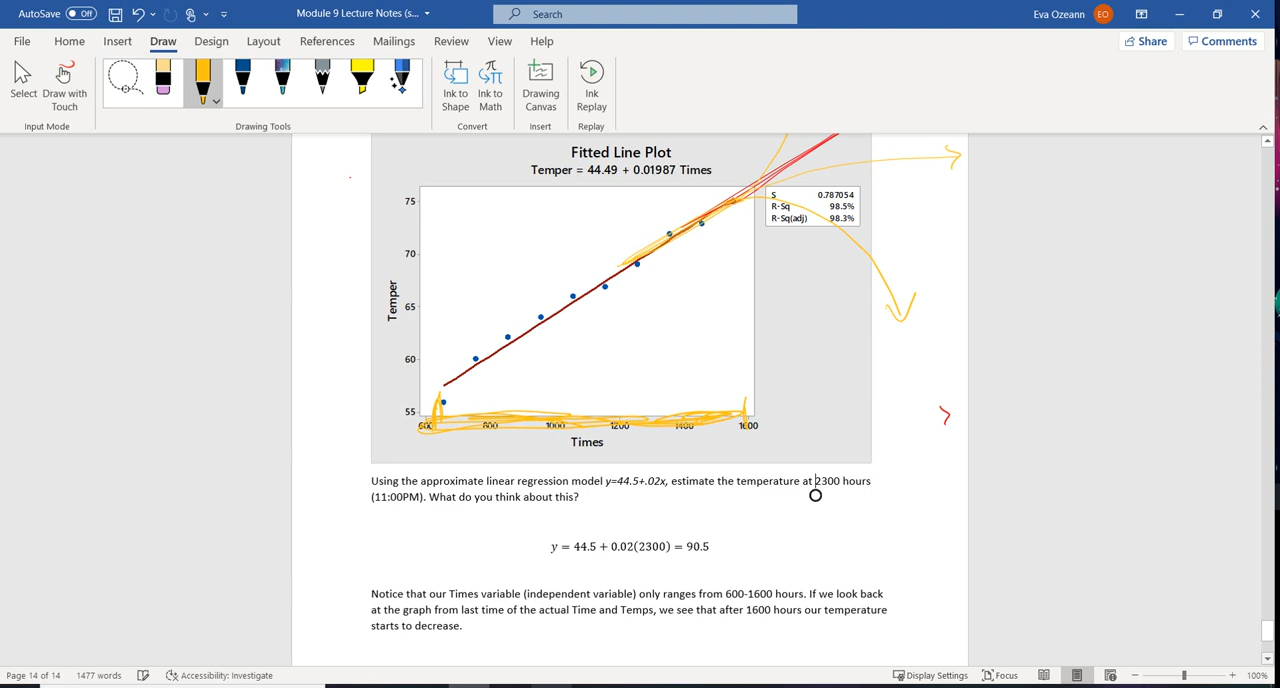 AutoSave Off Module 9 Lecture Notes (s... Search Eva Ozeann EO
File Home Insert Draw Design Layout References Mailings Review View Help Share Comments
Select Draw with Touch Ink to Shape Ink to Math Drawing Canvas Ink Replay
Input Mode Drawing Tools Convert Insert Replay
Fitted Line Plot
Temper = 44.49 + 0.01987 Times
S 0.787054
R-Sq 98.5%
R-Sq(adj) 98.3%
75
70
65
60
55
Temper
600 800 1000 1200 1400 1600
Times
Using the approximate linear regression model y=44.5+.02x, estimate the temperature at 2300 hours
(11:00PM). What do you think about this?
y = 44.5 + 0.02(2300) = 90.5
Notice that our Times variable (independent variable) only ranges from 600-1600 hours. If we look back
at the graph from last time of the actual Time and Temps, we see that after 1600 hours our temperature
starts to decrease.
Page 14 of 14 1477 words Accessibility: Investigate Display Settings Focus 100%